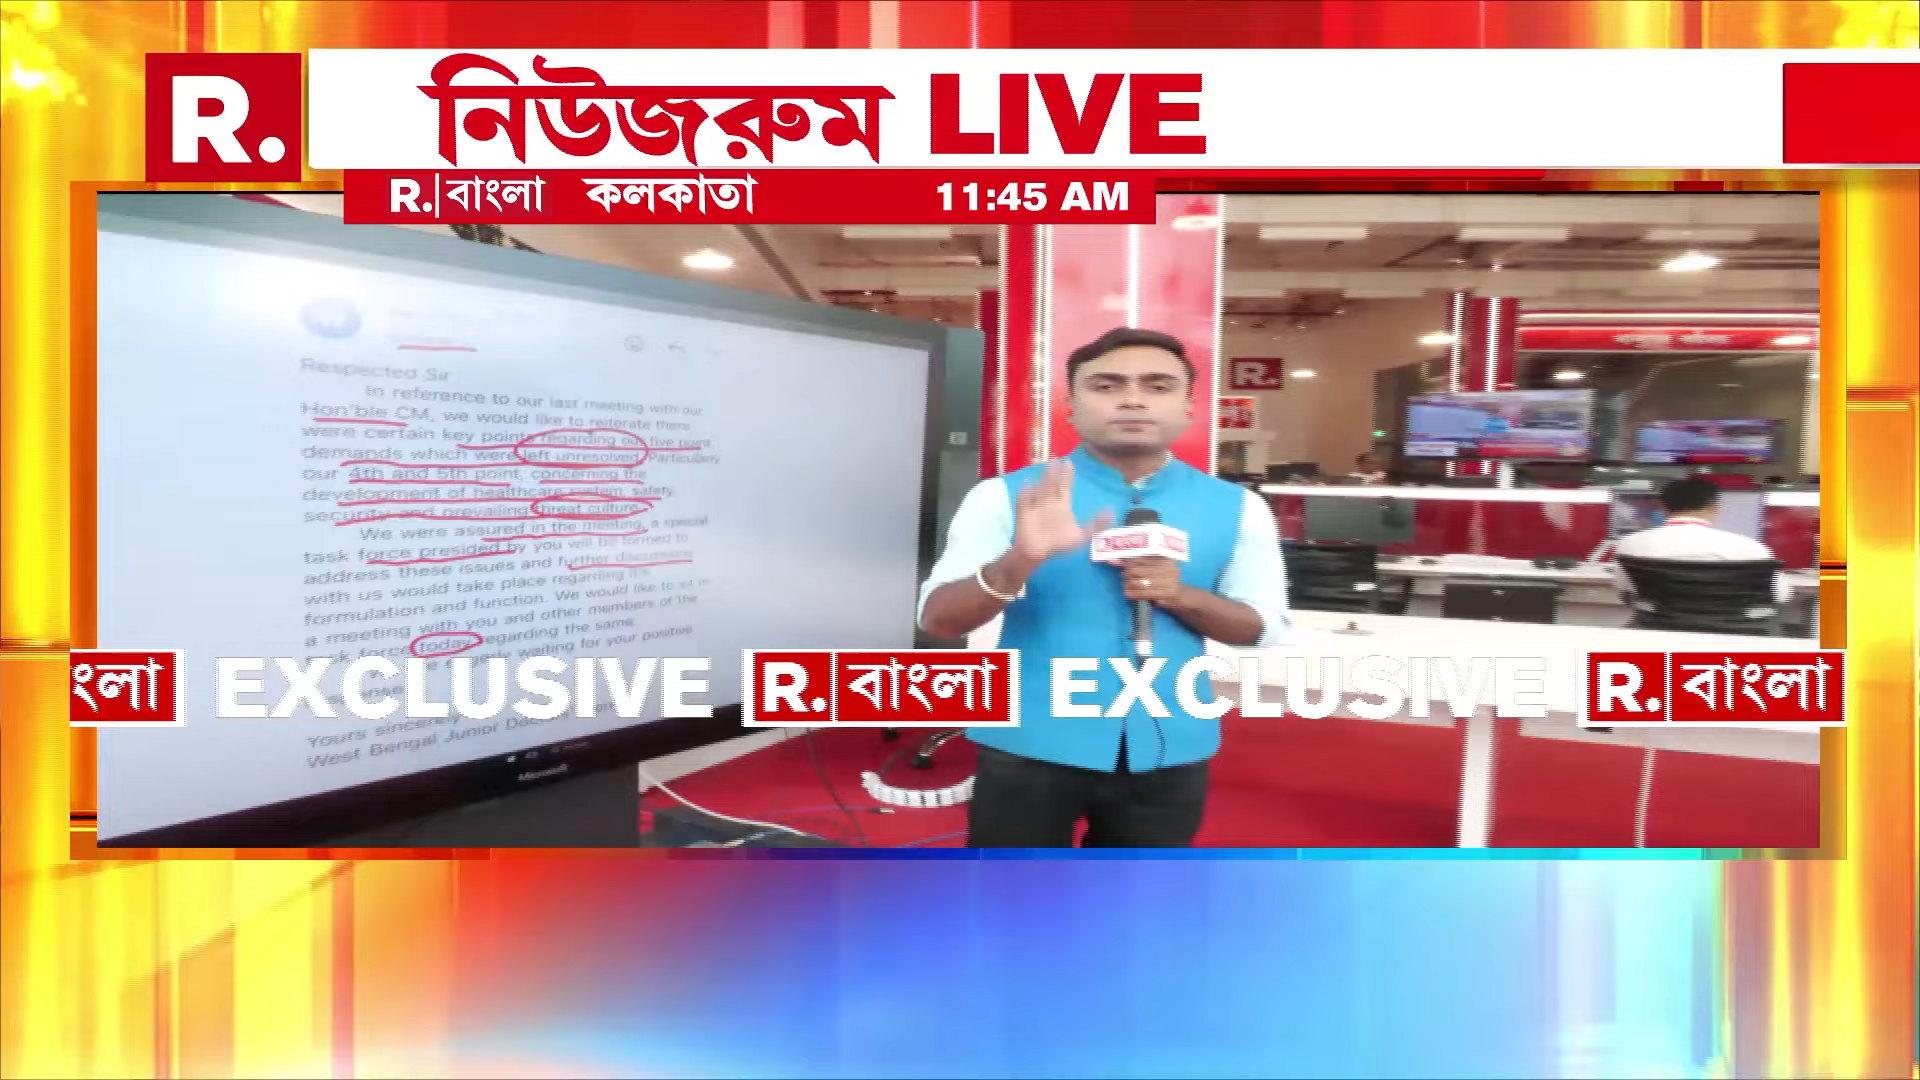 R. নিউজরুম LIVE
R. বাংলা কলকাতা 11:45 AM
Respected Sir
In reference to our last meeting with our
Hon'ble CM, we would like to reiterate there
were certain key points regarding our five point
demands which were left unresolved. Particularly
our 4th and 5th point, concerning the
development of healthcare system, safety,
security and prevailing threat culture.
We were assured in the meeting, a special
task force presided by you will be formed to
address these issues and further discussions
with us would take place regarding it's
formulation and function. We would like to sit in
a meeting with you and other members of the
task force today regarding the same.
eagerly waiting for your positive
Yours sincerely
West Bengal Junior
Microsoft
R.
R. বাংলা
ংলা EXCLUSIVE R. বাংলা EXCLUSIVE R. বাংলা